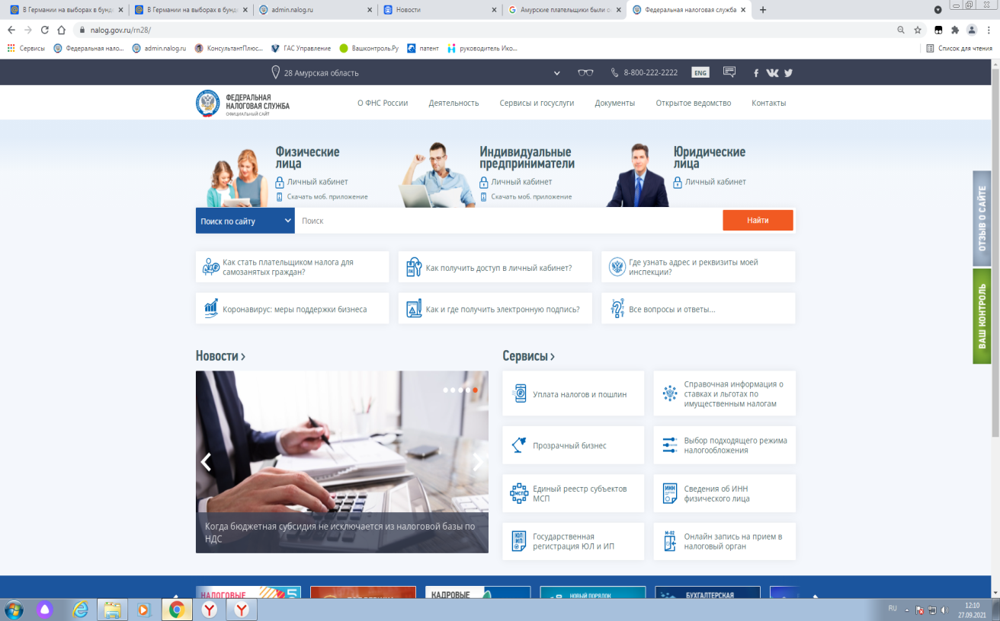 В Германии на выборах в бунд
В Германии на выборах в бунд
admin.nalog.ru
Новости
Амурские плательщики были о
Федеральная налоговая служба
nalog.gov.ru/rn28/
Сервисы
Федеральная нало...
admin.nalog.ru
КонсультантПлюс...
ГАС Управление
Вашконтроль.Ру
патент
руководитель Ико...
Список для чтения
28 Амурская область
8-800-222-2222
ENG
ФЕДЕРАЛЬНАЯ
НАЛОГОВАЯ СЛУЖБА
ОФИЦИАЛЬНЫЙ САЙТ
О ФНС России
Деятельность
Сервисы и госуслуги
Документы
Открытое ведомство
Контакты
Физические
лица
Личный кабинет
Скачать моб. приложение
Индивидуальные
предприниматели
Личный кабинет
Скачать моб. приложение
Юридические
лица
Личный кабинет
Поиск по сайту
Поиск
Найти
Как стать плательщиком налога для
самозанятых граждан?
Как получить доступ в личный кабинет?
Где узнать адрес и реквизиты моей
инспекции?
Коронавирус: меры поддержки бизнеса
Как и где получить электронную подпись?
Все вопросы и ответы...
ОТЗЫВ О САЙТЕ
ВАШ КОНТРОЛЬ
Новости
Когда бюджетная субсидия не исключается из налоговой базы по
НДС
Сервисы
Уплата налогов и пошлин
Справочная информация о
ставках и льготах по
имущественным налогам
Прозрачный бизнес
Выбор подходящего режима
налогообложения
Единый реестр субъектов
МСП
Сведения об ИНН
физического лица
Государственная
регистрация ЮЛ и ИП
Онлайн запись на прием в
налоговый орган
НАЛОГОВЫЕ
КАДРОВЫЕ
НОВЫЙ ПОРЯДОК
БУХГАЛТЕРСКАЯ
RU
12:10
27.09.2021